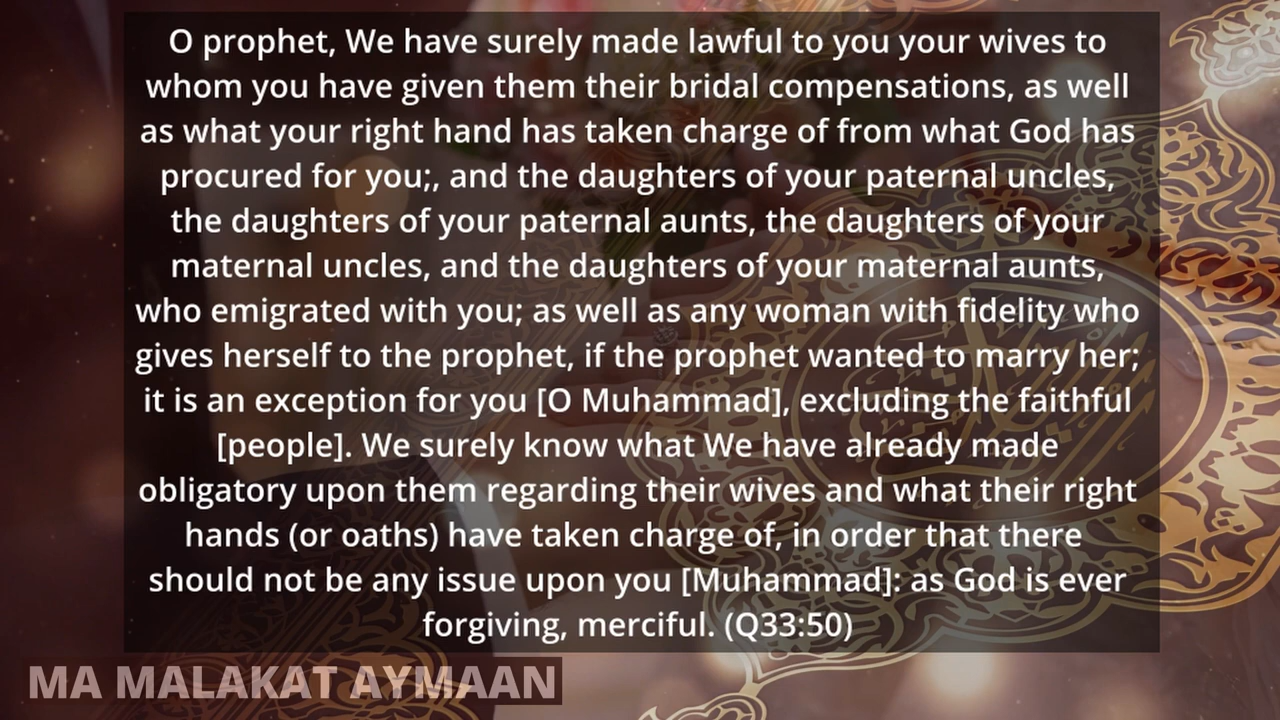 O prophet, We have surely made lawful to you your wives to
whom you have given them their bridal compensations, as well
as what your right hand has taken charge of from what God has
procured for you;, and the daughters of your paternal uncles,
the daughters of your paternal aunts, the daughters of your
maternal uncles, and the daughters of your maternal aunts,
who emigrated with you; as well as any woman with fidelity who
gives herself to the prophet, if the prophet wanted to marry her;
it is an exception for you [O Muhammad], excluding the faithful
[people]. We surely know what We have already made
obligatory upon them regarding their wives and what their right
hands (or oaths) have taken charge of, in order that there
should not be any issue upon you [Muhammad]: as God is ever
forgiving, merciful. (Q33:50)
MA MALAKAT AYMAAN